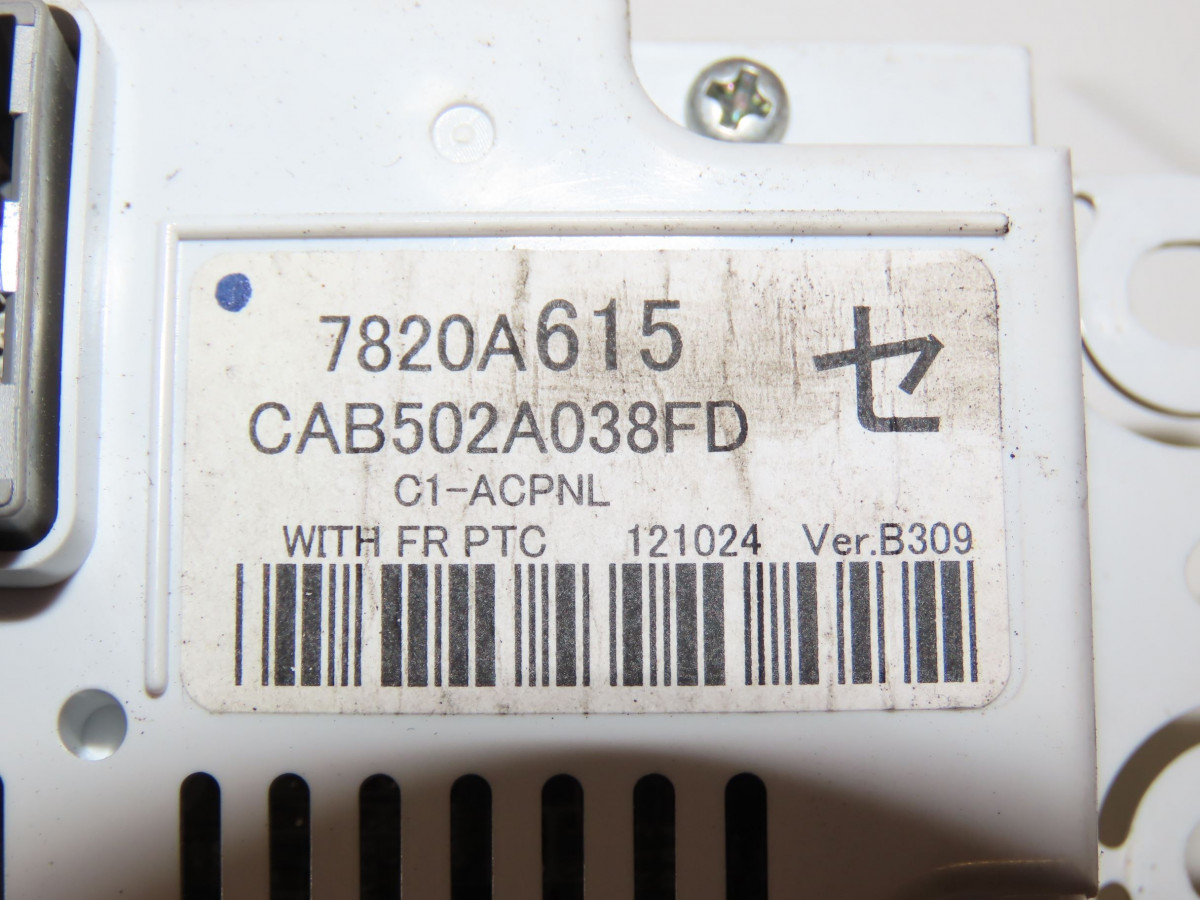 7820A615
セ
CAB502A038FD
C1-ACPNL
WITH FR PTC 121024 Ver.B309